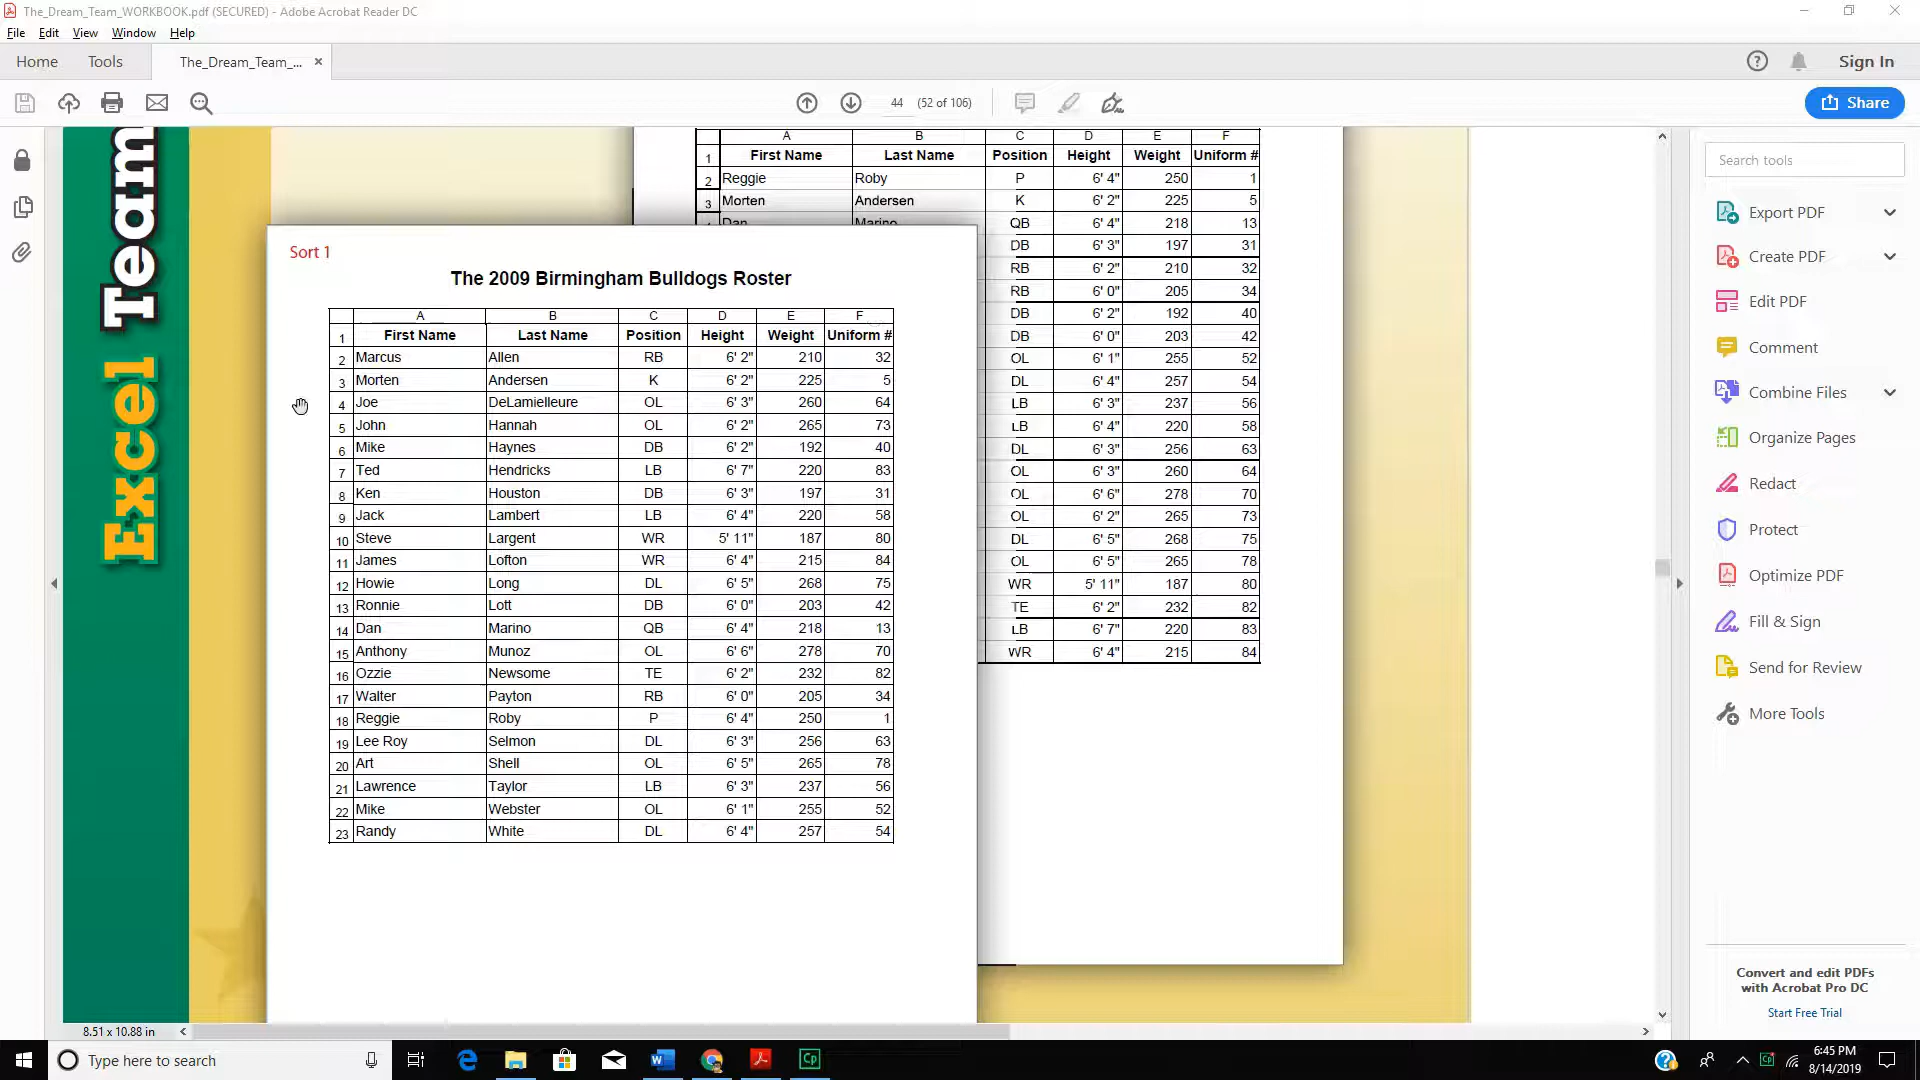 The_Dream_Team_WORKBOOK.pdf (SECURED) - Adobe Acrobat Reader DC
File Edit View Window Help
Home Tools The_Dream_Team_... × Sign In
44 (52 of 106) Share
Excel Team
A B C D E F
1 First Name Last Name Position Height Weight Uniform #
2 Reggie Roby P 6' 4" 250 1
3 Morten Andersen K 6' 2" 225 5
Dan Marino QB 6' 4" 218 13
DB 6' 3" 197 31
RB 6' 2" 210 32
RB 6' 0" 205 34
DB 6' 2" 192 40
DB 6' 0" 203 42
OL 6' 1" 255 52
DL 6' 4" 257 54
LB 6' 3" 237 56
LB 6' 4" 220 58
DL 6' 3" 256 63
OL 6' 3" 260 64
OL 6' 6" 278 70
OL 6' 2" 265 73
DL 6' 5" 268 75
OL 6' 5" 265 78
WR 5' 11" 187 80
TE 6' 2" 232 82
LB 6' 7" 220 83
WR 6' 4" 215 84
Sort 1
The 2009 Birmingham Bulldogs Roster
A B C D E F
1 First Name Last Name Position Height Weight Uniform #
2 Marcus Allen RB 6' 2" 210 32
3 Morten Andersen K 6' 2" 225 5
4 Joe DeLamielleure OL 6' 3" 260 64
5 John Hannah OL 6' 2" 265 73
6 Mike Haynes DB 6' 2" 192 40
7 Ted Hendricks LB 6' 7" 220 83
8 Ken Houston DB 6' 3" 197 31
9 Jack Lambert LB 6' 4" 220 58
10 Steve Largent WR 5' 11" 187 80
11 James Lofton WR 6' 4" 215 84
12 Howie Long DL 6' 5" 268 75
13 Ronnie Lott DB 6' 0" 203 42
14 Dan Marino QB 6' 4" 218 13
15 Anthony Munoz OL 6' 6" 278 70
16 Ozzie Newsome TE 6' 2" 232 82
17 Walter Payton RB 6' 0" 205 34
18 Reggie Roby P 6' 4" 250 1
19 Lee Roy Selmon DL 6' 3" 256 63
20 Art Shell OL 6' 5" 265 78
21 Lawrence Taylor LB 6' 3" 237 56
22 Mike Webster OL 6' 1" 255 52
23 Randy White DL 6' 4" 257 54
Search tools
Export PDF
Create PDF
Edit PDF
Comment
Combine Files
Organize Pages
Redact
Protect
Optimize PDF
Fill & Sign
Send for Review
More Tools
Convert and edit PDFs
with Acrobat Pro DC
Start Free Trial
8.51 x 10.88 in
Type here to search
Cp
6:45 PM
8/14/2019